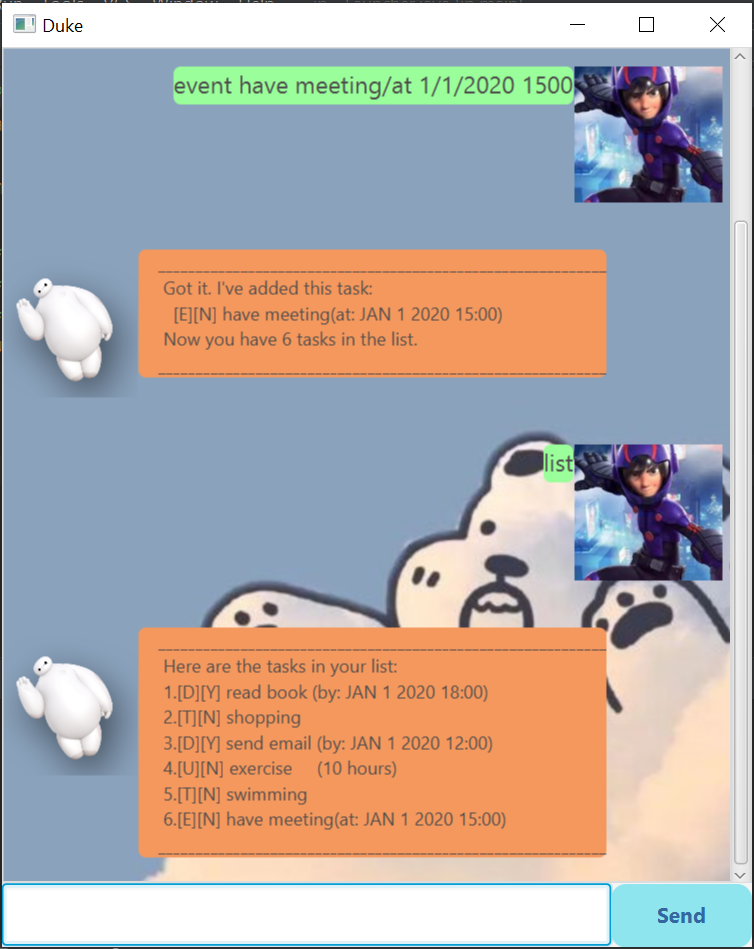 Duke
event have meeting/at 1/1/2020 1500
Got it. I've added this task:
[E][N] have meeting(at: JAN 1 2020 15:00)
Now you have 6 tasks in the list.
list
Here are the tasks in your list:
1.[D][Y] read book (by: JAN 1 2020 18:00)
2.[T][N] shopping
3.[D][Y] send email (by: JAN 1 2020 12:00)
4.[U][N] exercise     (10 hours)
5.[T][N] swimming
6.[E][N] have meeting(at: JAN 1 2020 15:00)
Send